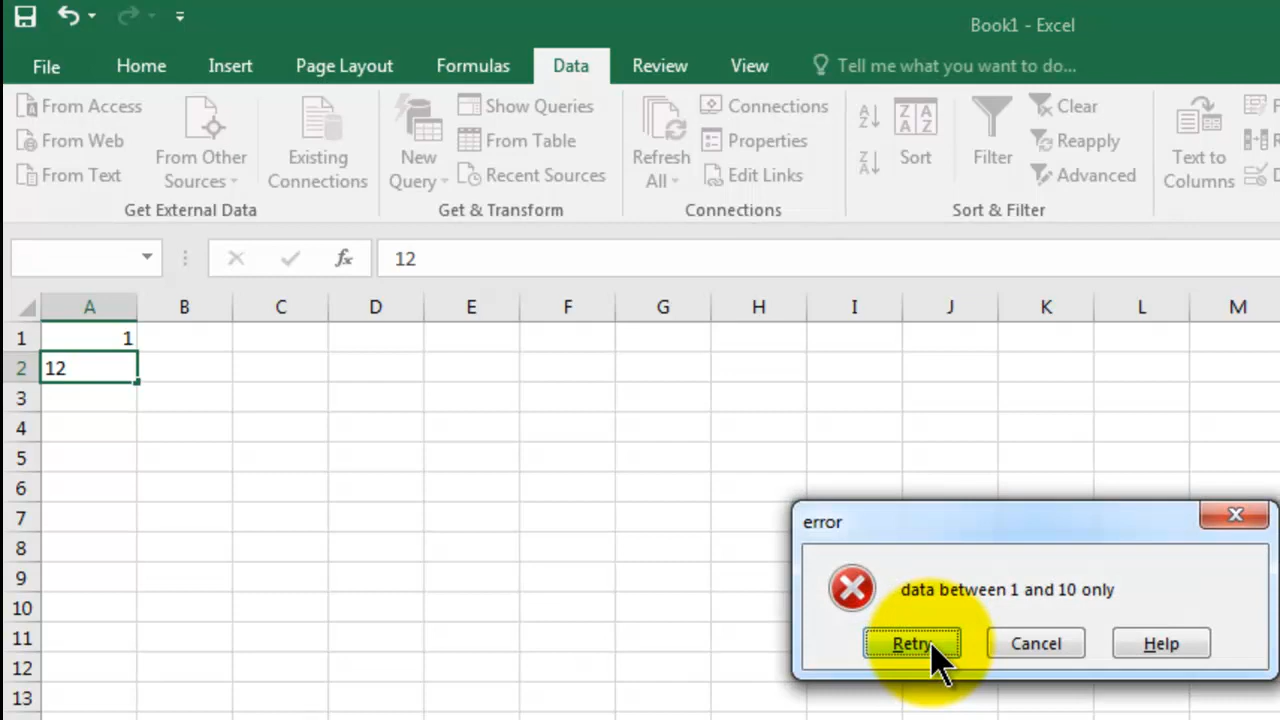 Book1 - Excel
File Home Insert Page Layout Formulas Data Review View Tell me what you want to do...
From Access
From Web
From Text
From Other
Sources
Existing
Connections
Get External Data
New
Query
Show Queries
From Table
Recent Sources
Get & Transform
Refresh
All
Connections
Properties
Edit Links
Connections
A
Z
Z
A
Z A
A Z
Sort
Filter
Clear
Reapply
Advanced
Sort & Filter
Text to
Columns
fx 12
A B C D E F G H I J K L M
1 1
2 12
3
4
5
6
7
8
9
10
11
12
13
error
data between 1 and 10 only
Retry Cancel Help